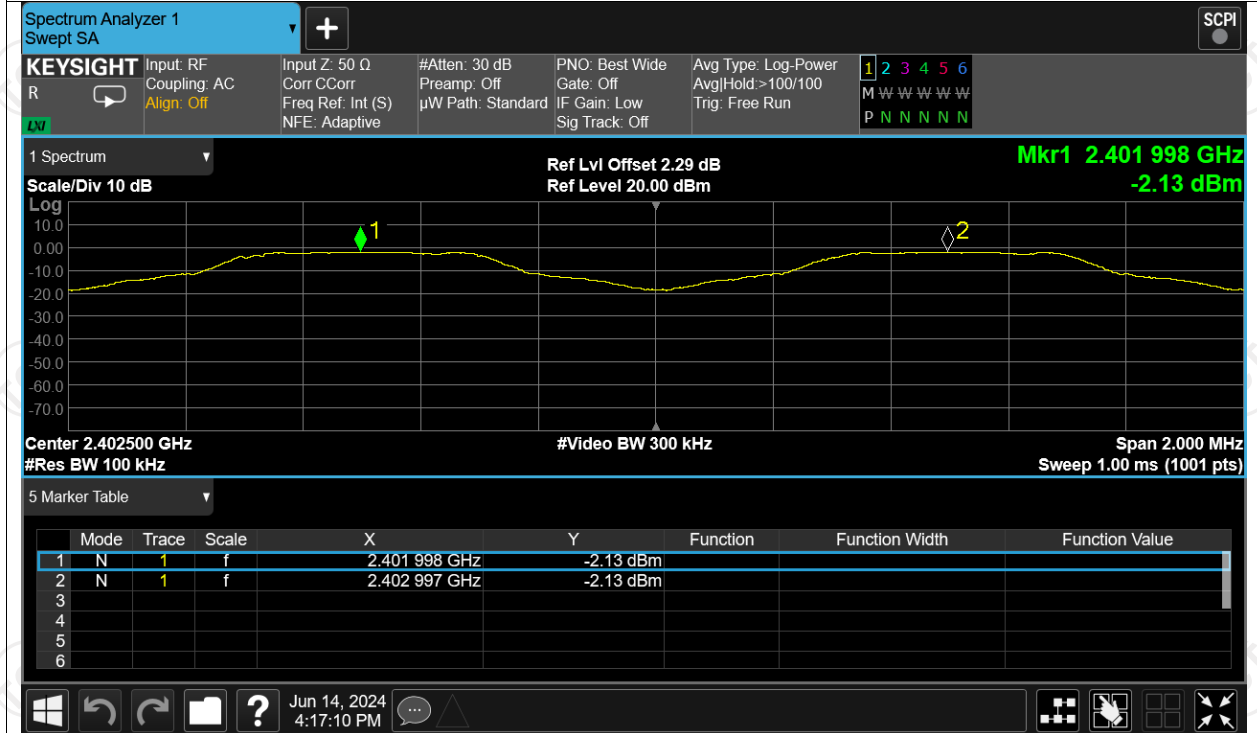 Spectrum Analyzer 1
Swept SA
SCPI
KEYSIGHT
R
LXI
Input: RF
Coupling: AC
Align: Off
Input Z: 50 Ω
Corr CCorr
Freq Ref: Int (S)
NFE: Adaptive
#Atten: 30 dB
Preamp: Off
µW Path: Standard
PNO: Best Wide
Gate: Off
IF Gain: Low
Sig Track: Off
Avg Type: Log-Power
Avg|Hold:>100/100
Trig: Free Run
1 2 3 4 5 6
M W W W W W
P N N N N N
1 Spectrum
Scale/Div 10 dB
Ref Lvl Offset 2.29 dB
Ref Level 20.00 dBm
Mkr1 2.401 998 GHz
-2.13 dBm
Log
10.0
0.00
-10.0
-20.0
-30.0
-40.0
-50.0
-60.0
-70.0
1
2
Center 2.402500 GHz
#Video BW 300 kHz
Span 2.000 MHz
#Res BW 100 kHz
Sweep 1.00 ms (1001 pts)
5 Marker Table
Mode Trace Scale X Y Function Function Width Function Value
1 N 1 f 2.401 998 GHz -2.13 dBm
2 N 1 f 2.402 997 GHz -2.13 dBm
3
4
5
6
?
Jun 14, 2024
4:17:10 PM